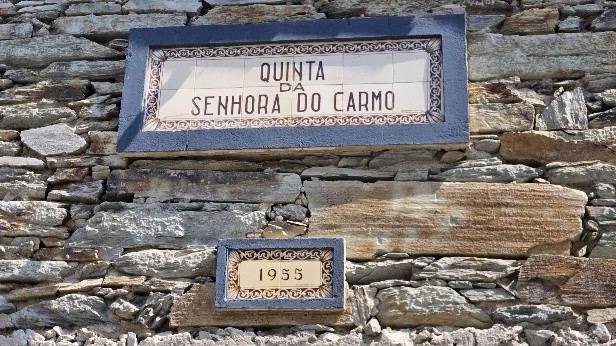 QUINTA
DA
SENHORA DO CARMO
1955